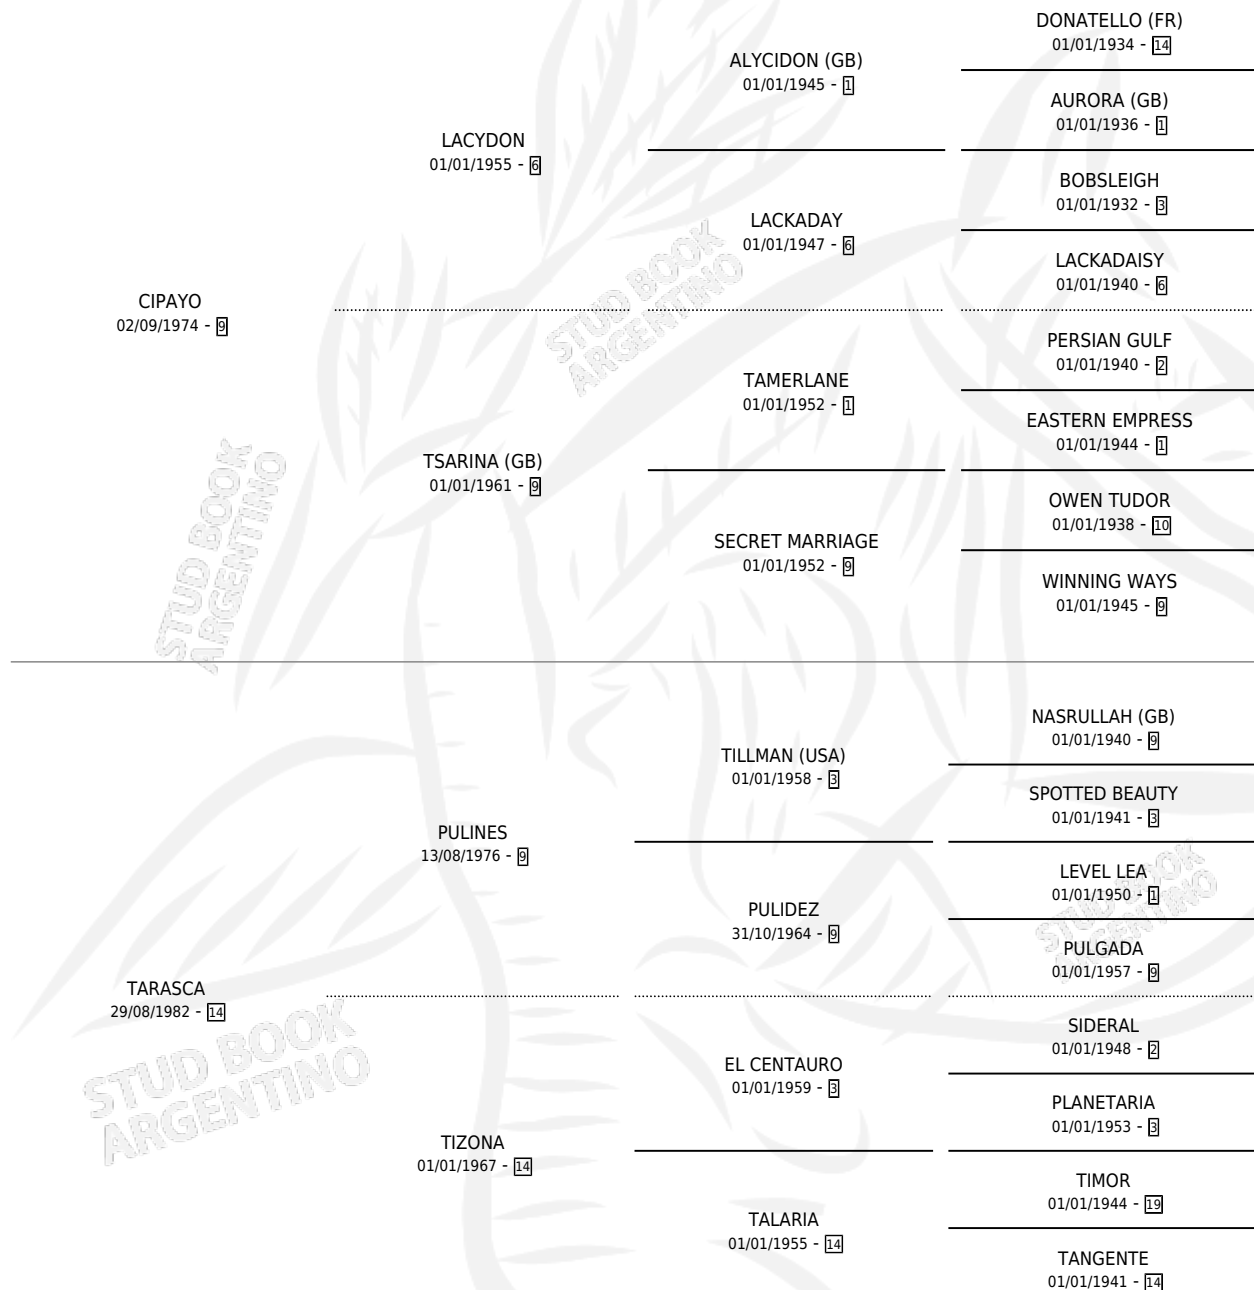 DONATELLO (FR)
01/01/1934 - 14
ALYCIDON (GB)
01/01/1945 - 1
AURORA (GB)
01/01/1936 - 1
LACYDON
01/01/1955 - 6
BOBSLEIGH
01/01/1932 - 3
LACKADAY
01/01/1947 - 6
LACKADAISY
01/01/1940 - 6
CIPAYO
02/09/1974 - 9
PERSIAN GULF
01/01/1940 - 2
TAMERLANE
01/01/1952 - 1
EASTERN EMPRESS
01/01/1944 - 1
TSARINA (GB)
01/01/1961 - 9
OWEN TUDOR
01/01/1938 - 10
SECRET MARRIAGE
01/01/1952 - 9
WINNING WAYS
01/01/1945 - 9
NASRULLAH (GB)
01/01/1940 - 9
TILLMAN (USA)
01/01/1958 - 3
SPOTTED BEAUTY
01/01/1941 - 3
PULINES
13/08/1976 - 9
LEVEL LEA
01/01/1950 - 1
PULIDEZ
31/10/1964 - 9
PULGADA
01/01/1957 - 9
TARASCA
29/08/1982 - 14
SIDERAL
01/01/1948 - 2
EL CENTAURO
01/01/1959 - 3
PLANETARIA
01/01/1953 - 3
TIZONA
01/01/1967 - 14
TIMOR
01/01/1944 - 19
TALARIA
01/01/1955 - 14
TANGENTE
01/01/1941 - 14
STUD BOOK
ARGENTINO
STUD BOOK
ARGENTINO
STUD BOOK
ARGENTINO
STUD BOOK
ARGENTINO